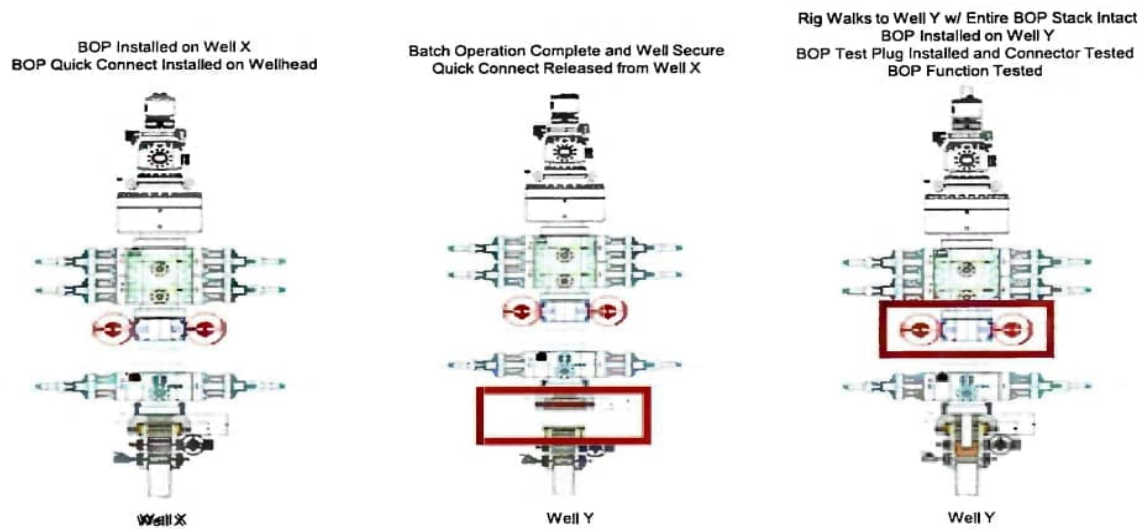 BOP Installed on Well X
BOP Quick Connect Installed on Wellhead
Well X
Batch Operation Complete and Well Secure
Quick Connect Released from Well X
Well Y
Rig Walks to Well Y w/ Entire BOP Stack Intact
BOP Installed on Well Y
BOP Test Plug Installed and Connector Tested
BOP Function Tested
Well Y